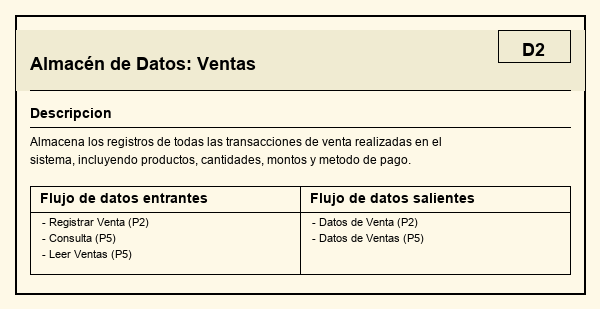 Almacén de Datos: Ventas
D2
Descripcion
Almacena los registros de todas las transacciones de venta realizadas en el
sistema, incluyendo productos, cantidades, montos y metodo de pago.
Flujo de datos entrantes
- Registrar Venta (P2)
- Consulta (P5)
- Leer Ventas (P5)
Flujo de datos salientes
- Datos de Venta (P2)
- Datos de Ventas (P5)